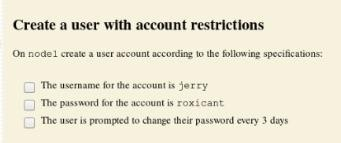 Create a user with account restrictions
On node1 create a user account according to the following specifications:
The username for the account is jerry
The password for the account is roxicant
The user is prompted to change their password every 3 days